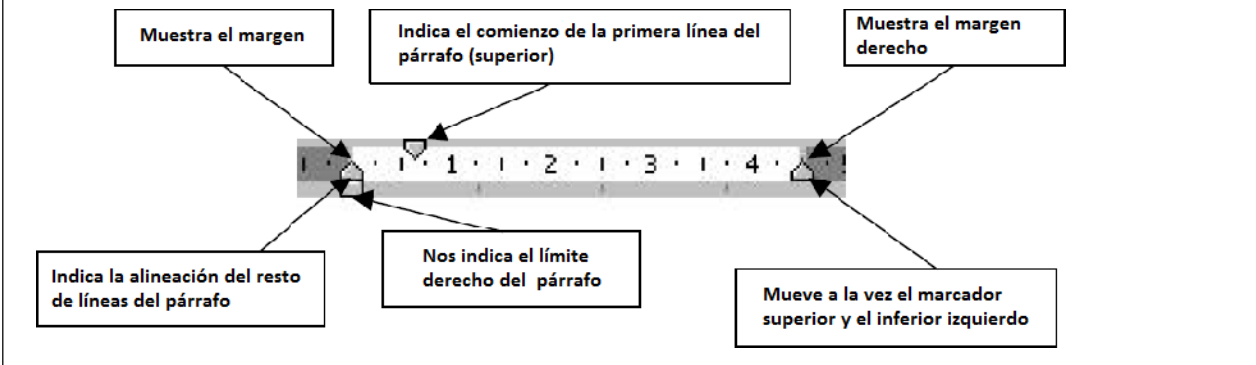 Muestra el margen
Indica el comienzo de la primera línea del
párrafo (superior)
Muestra el margen
derecho
1 2 3 4
Indica la alineación del resto
de líneas del párrafo
Nos indica el límite
derecho del párrafo
Mueve a la vez el marcador
superior y el inferior izquierdo